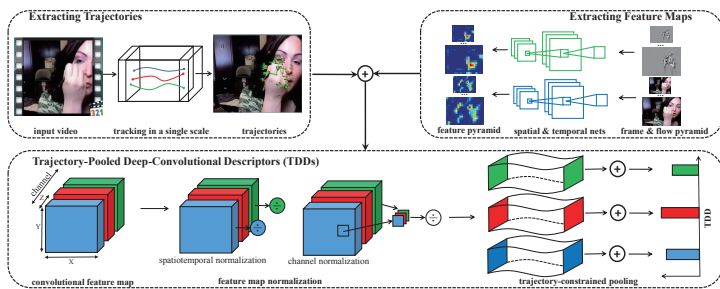 Extracting Trajectories
input video
tracking in a single scale
trajectories
Extracting Feature Maps
feature pyramid
spatial & temporal nets
frame & flow pyramid
Trajectory-Pooled Deep-Convolutional Descriptors (TDDs)
channel
Z
Y
X
convolutional feature map
spatiotemporal normalization
channel normalization
feature map normalization
trajectory-constrained pooling
TDD